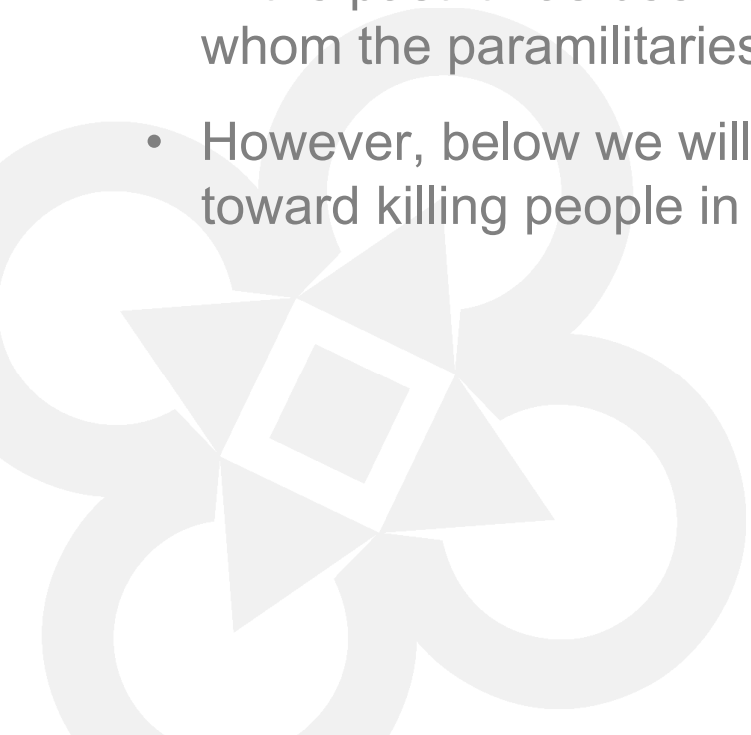 whom the paramilitaries
• However, below we will
toward killing people in